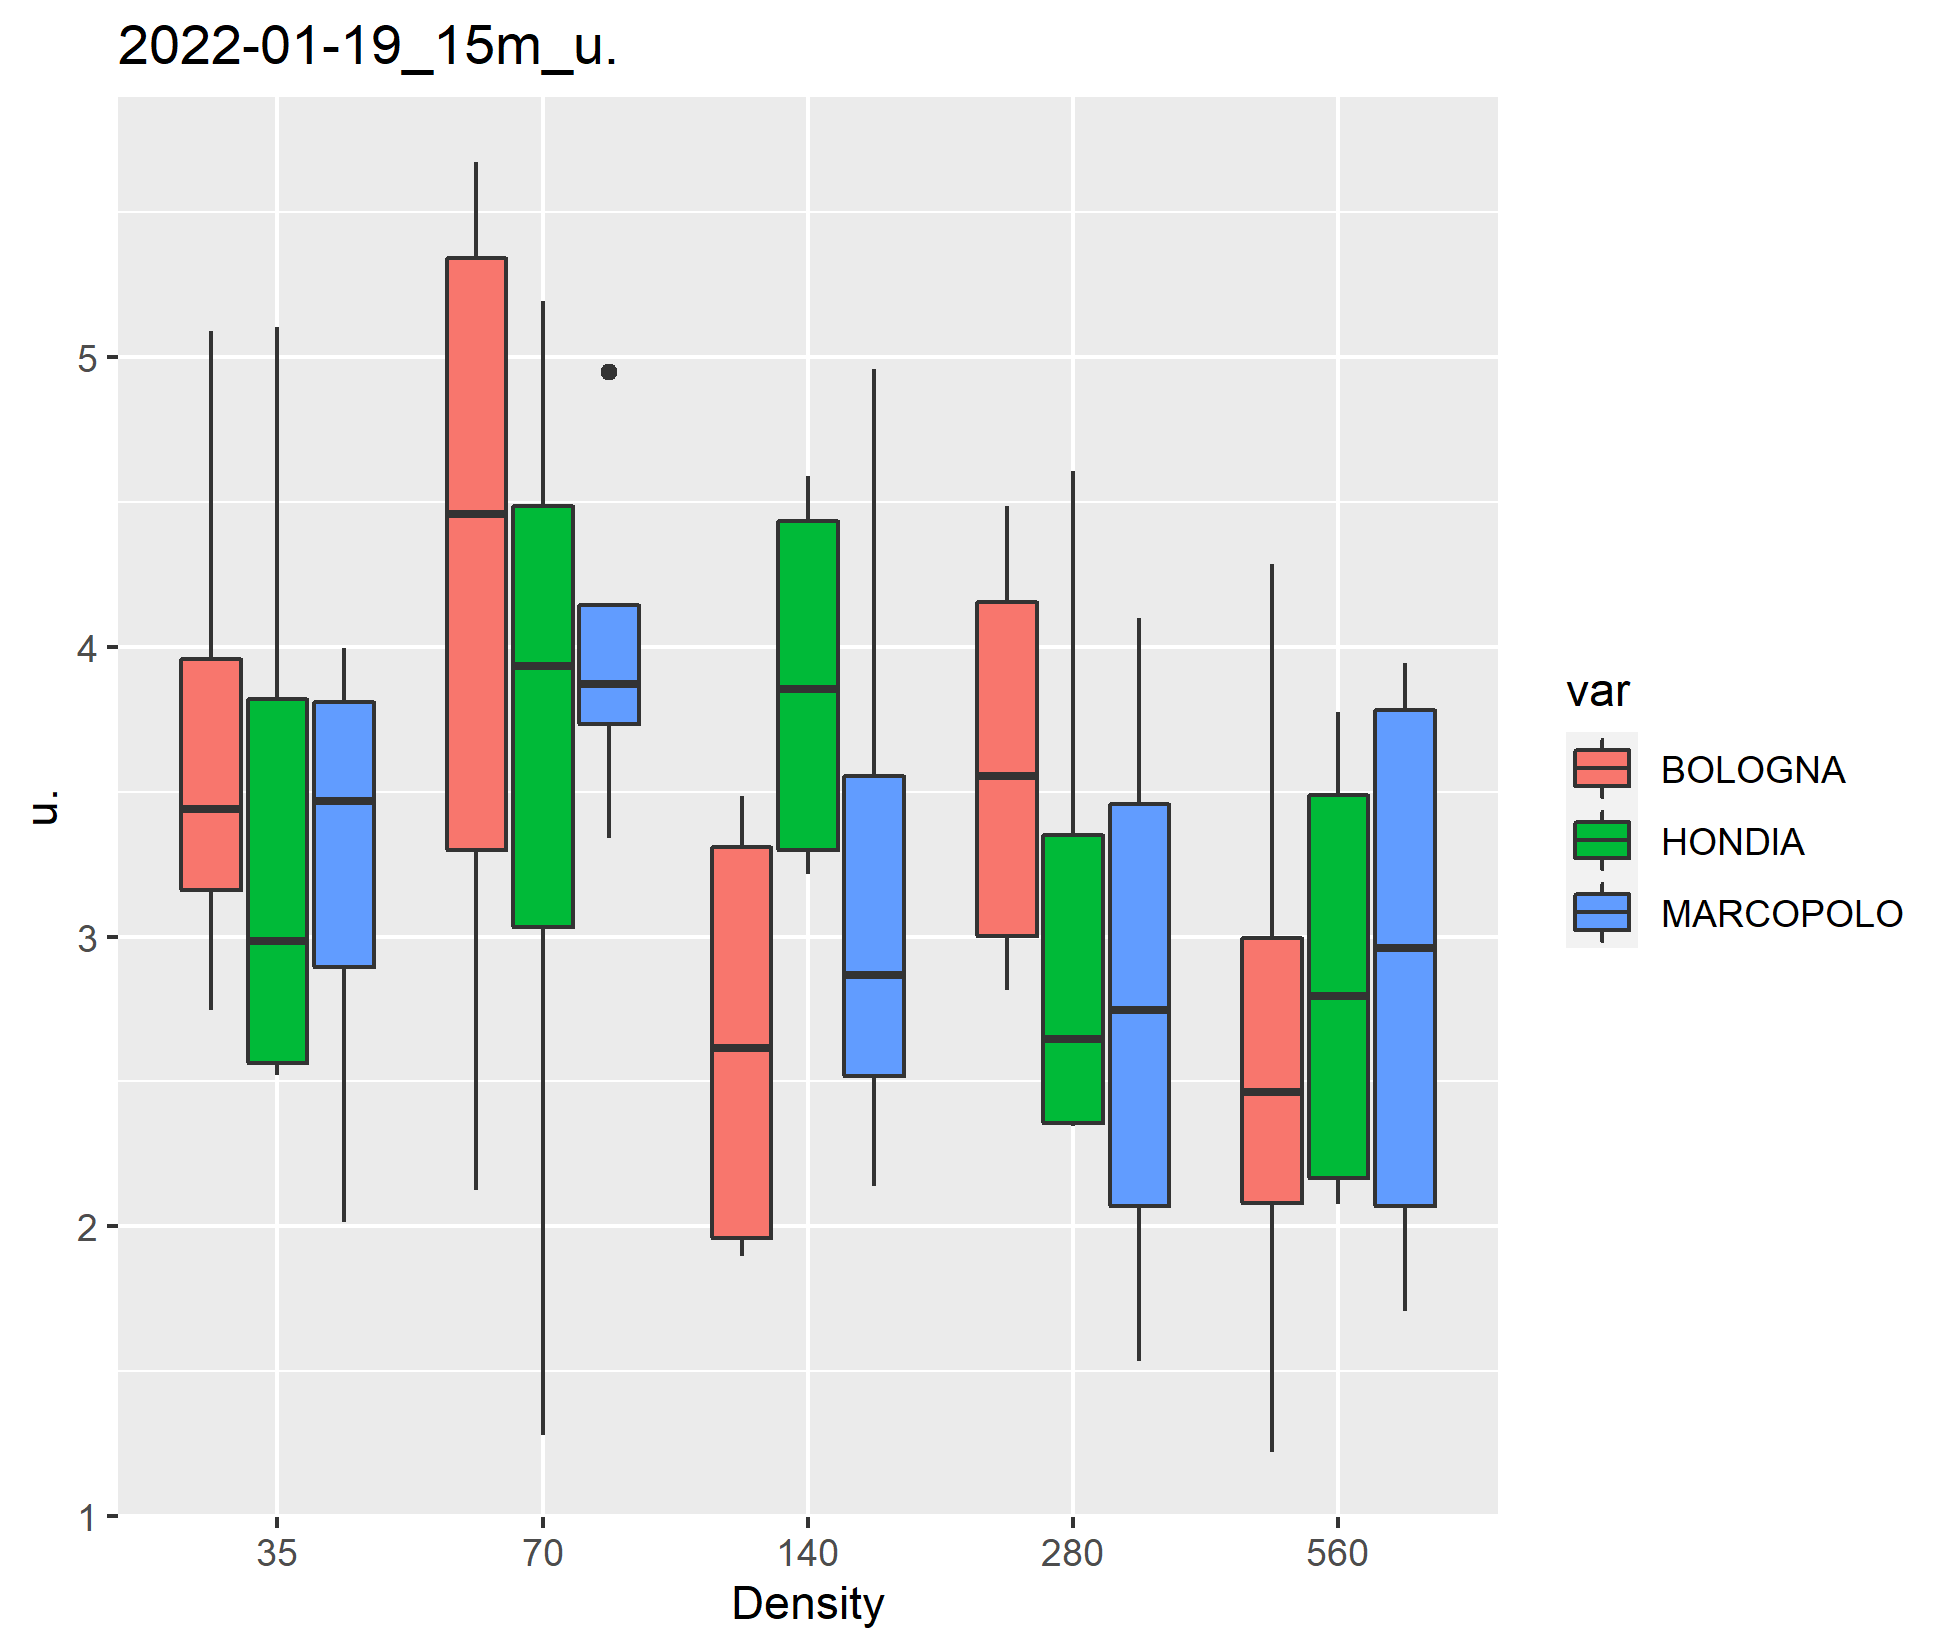 2022-01-19_15m_u.
5
4
3
2
1
u.
35 70 140 280 560
Density
var
BOLOGNA
HONDIA
MARCOPOLO